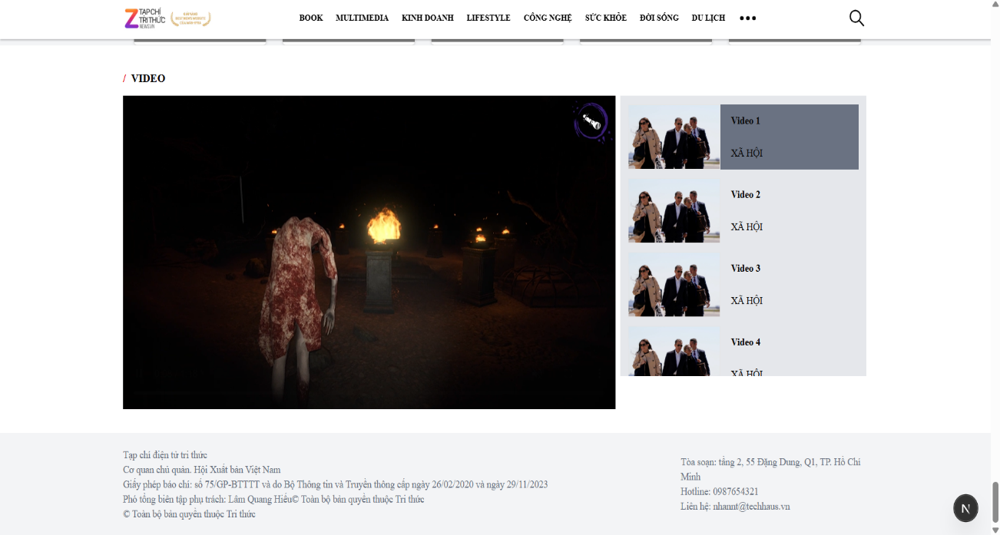 Z TẠP CHÍ
TRI THỨC
NEWS.VN
BOOK MULTIMEDIA KINH DOANH LIFESTYLE CÔNG NGHỆ SỨC KHỎE ĐỜI SỐNG DU LỊCH
/ VIDEO
Video 1
XÃ HỘI
Video 2
XÃ HỘI
Video 3
XÃ HỘI
Video 4
XÃ HỘI
Tạp chí điện tử tri thức
Cơ quan chủ quản. Hội Xuất bản Việt Nam
Giấy phép báo chí: số 75/GP-BTTTT và do Bộ Thông tin và Truyền thông cấp ngày 26/02/2020 và ngày 29/11/2023
Phó tổng biên tập phụ trách: Lâm Quang Hiếu© Toàn bộ bản quyền thuộc Tri thức
© Toàn bộ bản quyền thuộc Tri thức
Tòa soạn: tầng 2, 55 Đặng Dung, Q1, TP. Hồ Chí
Minh
Hotline: 0987654321
Liên hệ: nhannt@techhaus.vn
N